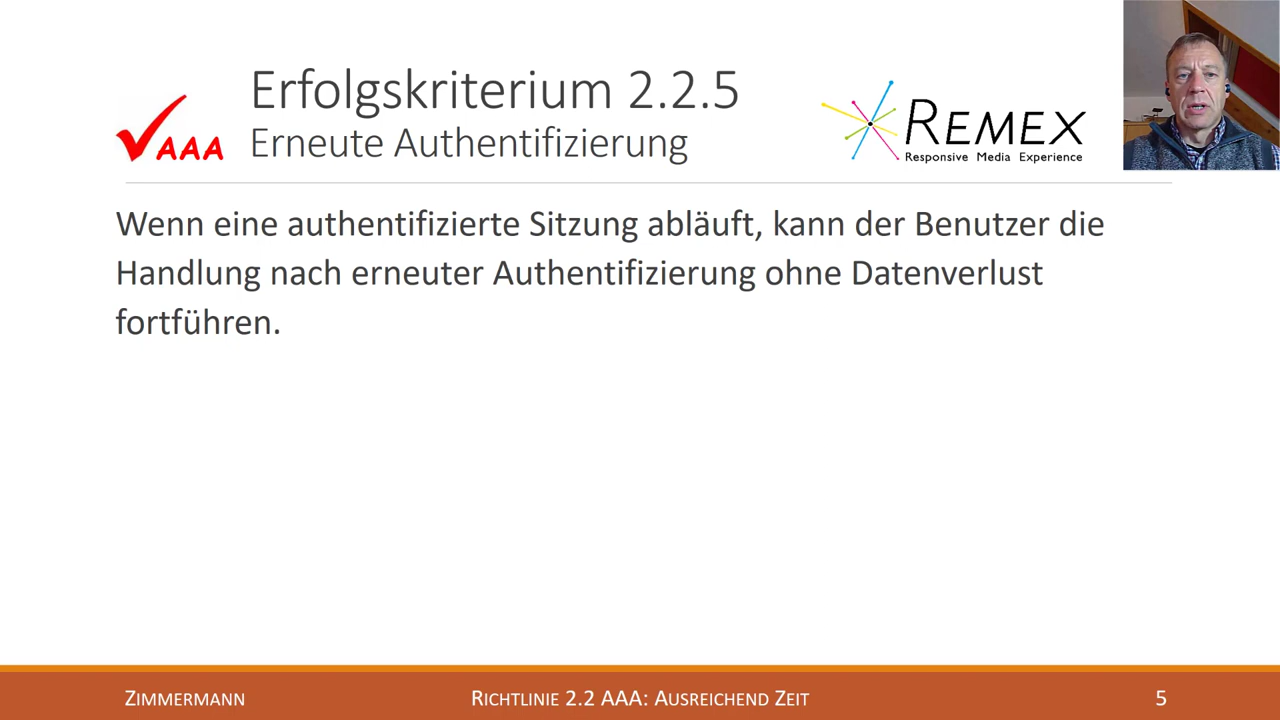 Erfolgskriterium 2.2.5
Erneute Authentifizierung
AAA
REMEX
Responsive Media Experience
Wenn eine authentifizierte Sitzung abläuft, kann der Benutzer die
Handlung nach erneuter Authentifizierung ohne Datenverlust
fortführen.
ZIMMERMANN
RICHTLINIE 2.2 AAA: AUSREICHEND ZEIT
5